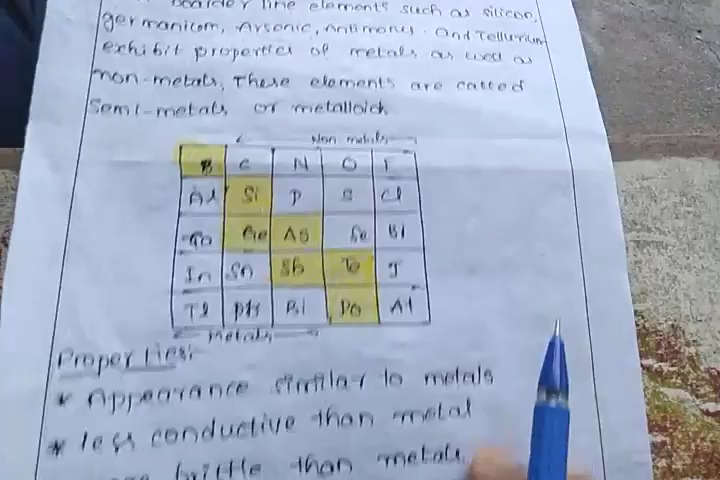 boarder line elements such as silicon,
germanium, Arsonic, Antimony. and Tellurium
exhibit properties of metals as well as
non-metals, These elements are called
Semi-metals or metalloids
Non metals
B C N O F
Al Si P S Cl
Ga Ge AS Se
In Sn Sb Te I
Tl Pb Bi Po At
Metals
Properties:
* Appearance similar to metals
* less conductive than metal
brittle than metals